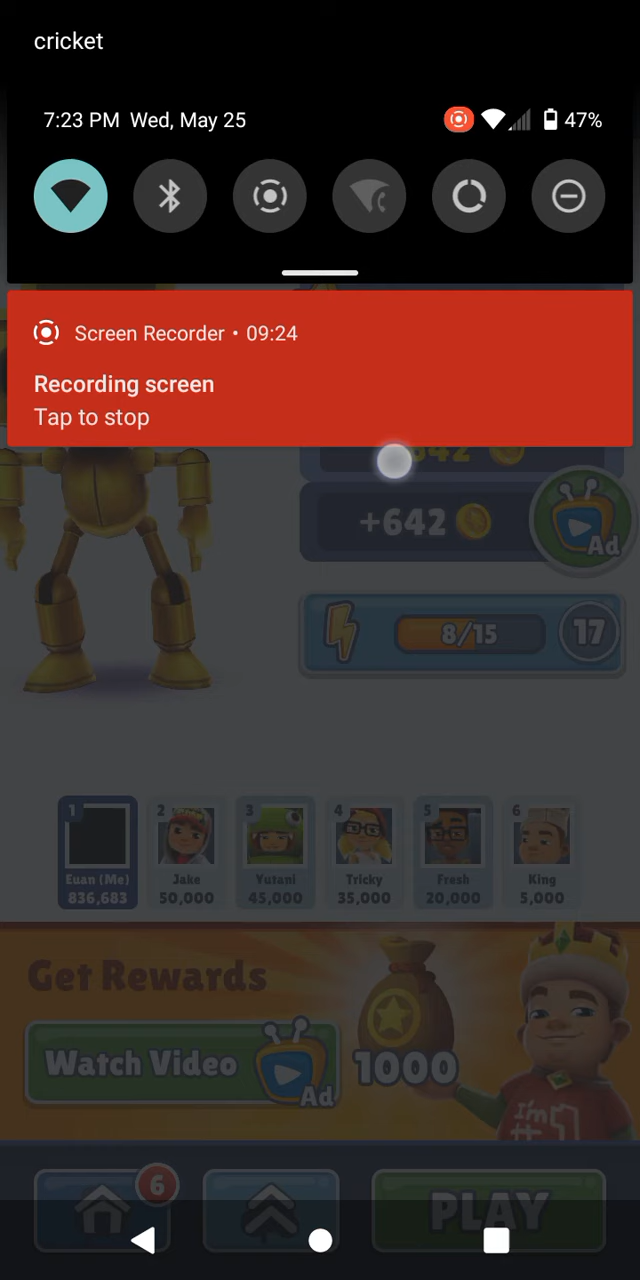 cricket
7:23 PM Wed, May 25
47%
Screen Recorder • 09:24
Recording screen
Tap to stop
642
+642
Ad
8/15
17
1 2 3 4 5 6
Euan (Me) Jake Yutani Tricky Fresh King
836,683 50,000 45,000 35,000 20,000 5,000
Get Rewards
Watch Video
Ad
1000
I'm
#1
6
PLAY